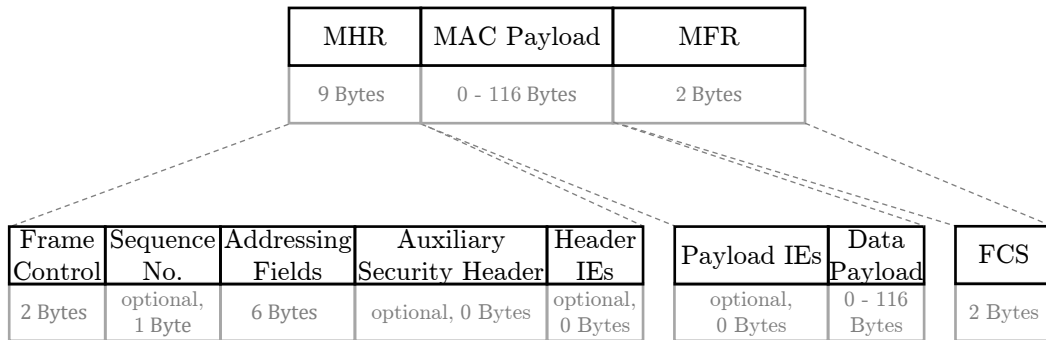 MHR MAC Payload MFR
9 Bytes 0 - 116 Bytes 2 Bytes
Frame Control Sequence No. Addressing Fields Auxiliary Security Header Header IEs Payload IEs Data Payload FCS
2 Bytes optional, 1 Byte 6 Bytes optional, 0 Bytes optional, 0 Bytes optional, 0 Bytes 0 - 116 Bytes 2 Bytes